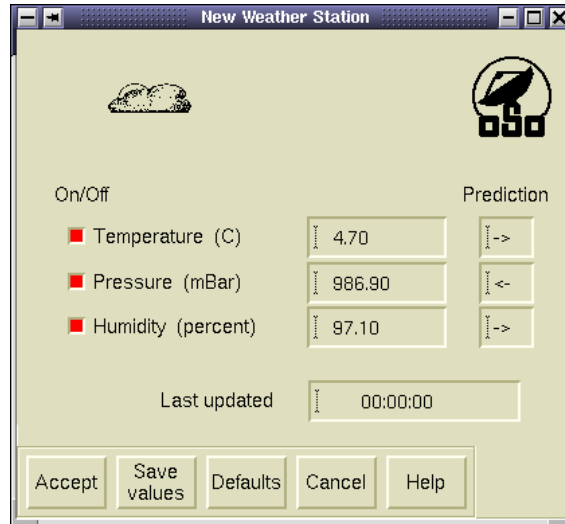 New Weather Station
oSo
On/Off Prediction
Temperature (C) 4.70 ->
Pressure (mBar) 986.90 <-
Humidity (percent) 97.10 ->
Last updated 00:00:00
Accept Save values Defaults Cancel Help